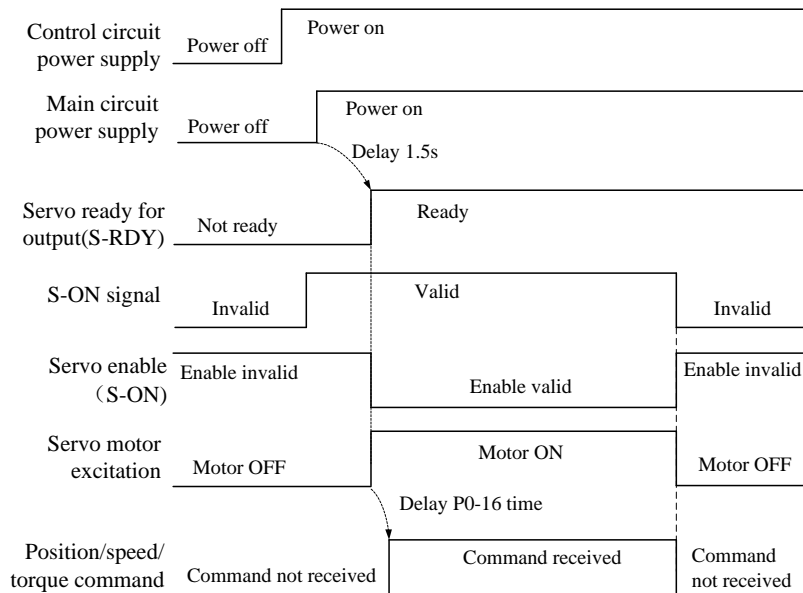 Control circuit
power supply
Power off
Power on
Main circuit
power supply
Power off
Power on
Delay 1.5s
Servo ready for
output(S-RDY)
Not ready
Ready
S-ON signal
Invalid
Valid
Invalid
Servo enable
（S-ON)
Enable invalid
Enable valid
Enable invalid
Servo motor
excitation
Motor OFF
Motor ON
Motor OFF
Delay P0-16 time
Position/speed/
torque command
Command not received
Command received
Command
not received